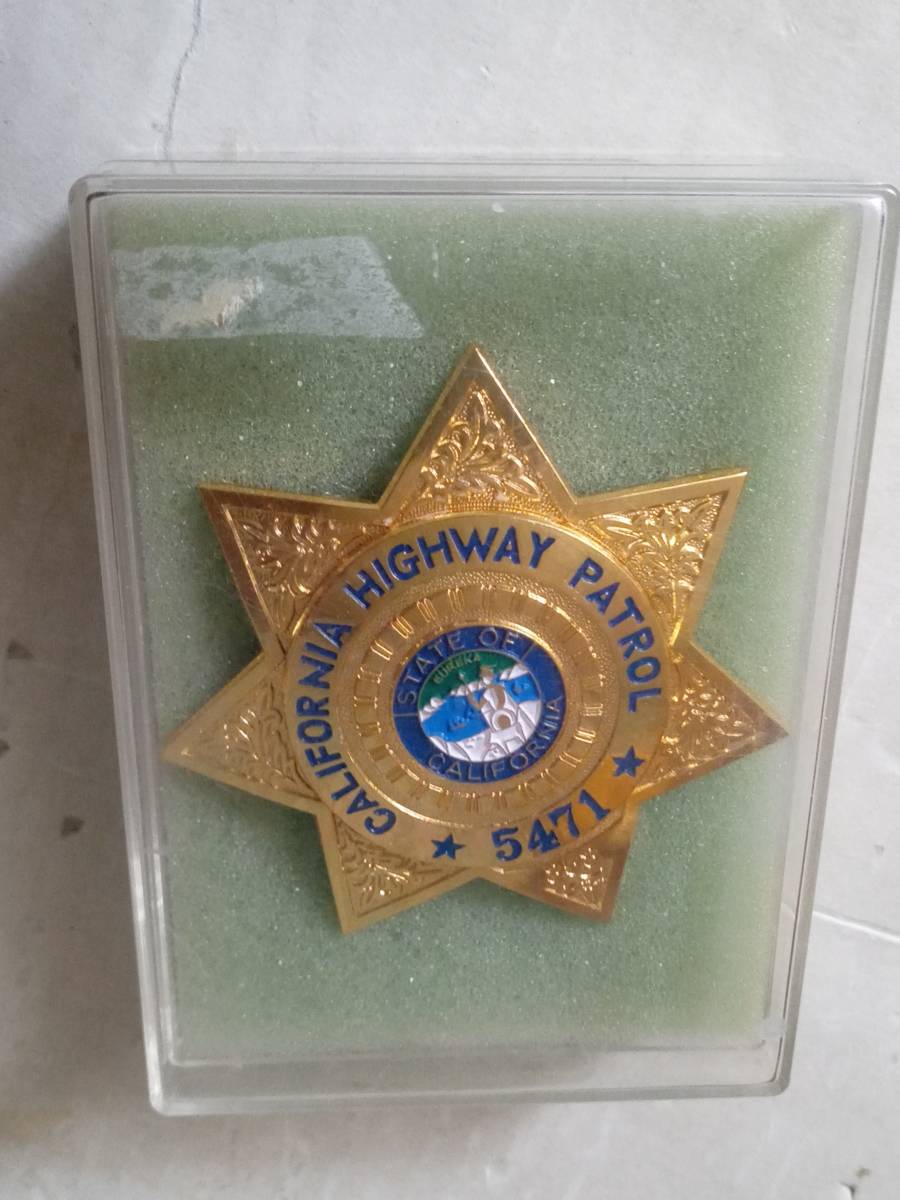 CALIFORNIA HIGHWAY PATROL
STATE OF
EUREKA
CALIFORNIA
★ 5471 ★